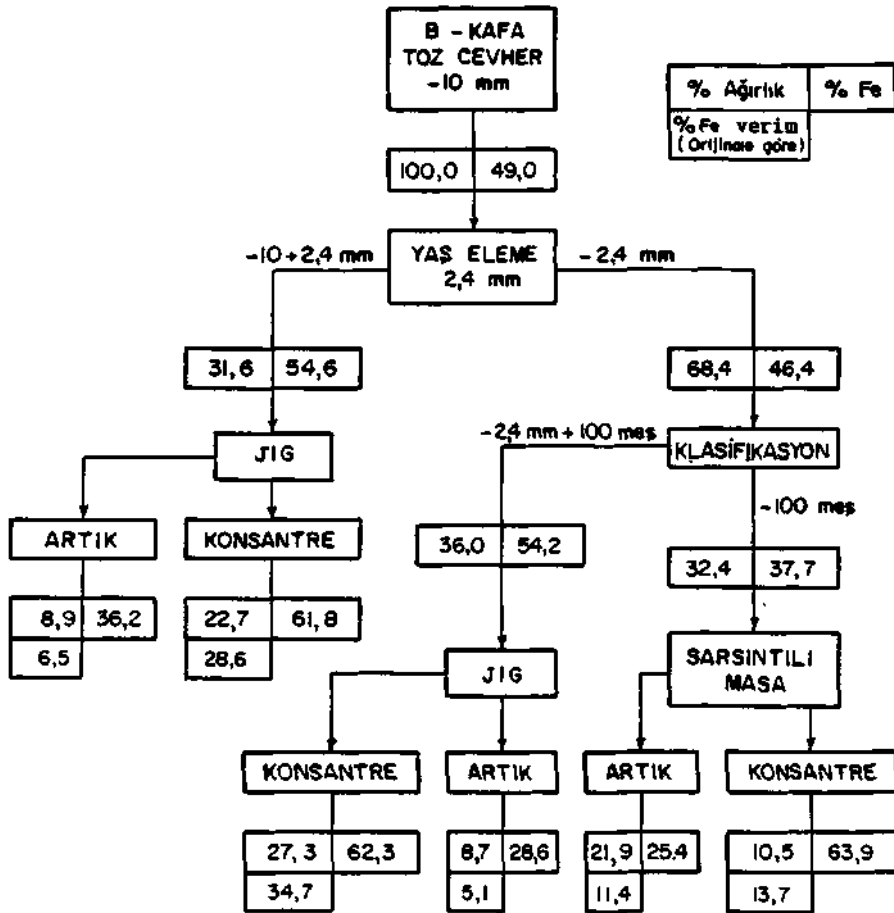 B - KAFA
TOZ CEVHER
-10 mm
% Ağırlık % Fe
% Fe verim
(Orijinale göre)
100,0 49,0
YAŞ ELEME
2,4 mm
-10+2,4 mm
-2,4 mm
31,6 54,6
68,4 46,4
JIG
-2,4 mm+100 meş
KLASİFİKASYON
-100 meş
ARTIK
KONSANTRE
36,0 54,2
32,4 37,7
8,9 36,2
6,5
22,7 61,8
28,6
JIG
SARSINTILI
MASA
KONSANTRE
ARTIK
ARTIK
KONSANTRE
27,3 62,3
34,7
8,7 28,6
5,1
21,9 25.4
11,4
10,5 63,9
13,7